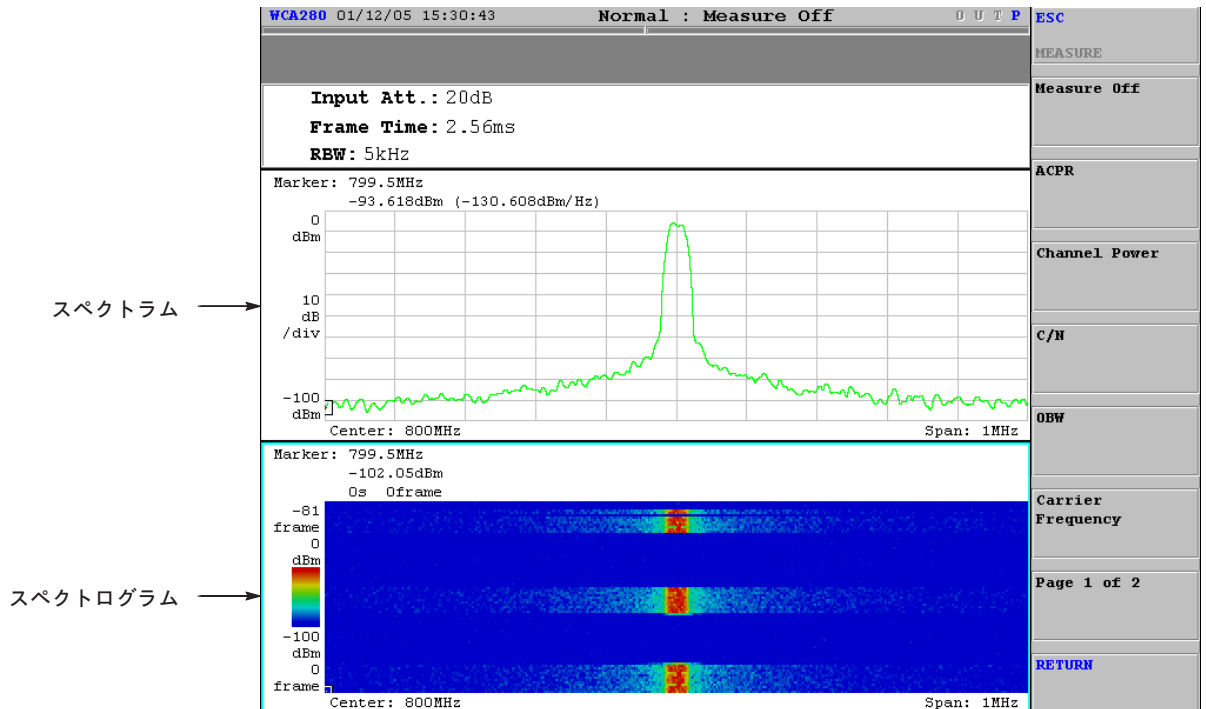 WCA280 01/12/05 15:30:43 Normal : Measure Off O U T P
Input Att.: 20dB
Frame Time: 2.56ms
RBW: 5kHz
スペクトラム
Marker: 799.5MHz
-93.618dBm (-130.608dBm/Hz)
0
dBm
10
dB
/div
-100
dBm
Center: 800MHz Span: 1MHz
スペクトログラム
Marker: 799.5MHz
-102.05dBm
0s 0frame
-81
frame
0
dBm
-100
dBm
0
frame
Center: 800MHz Span: 1MHz
ESC
MEASURE
Measure Off
ACPR
Channel Power
C/N
OBW
Carrier
Frequency
Page 1 of 2
RETURN